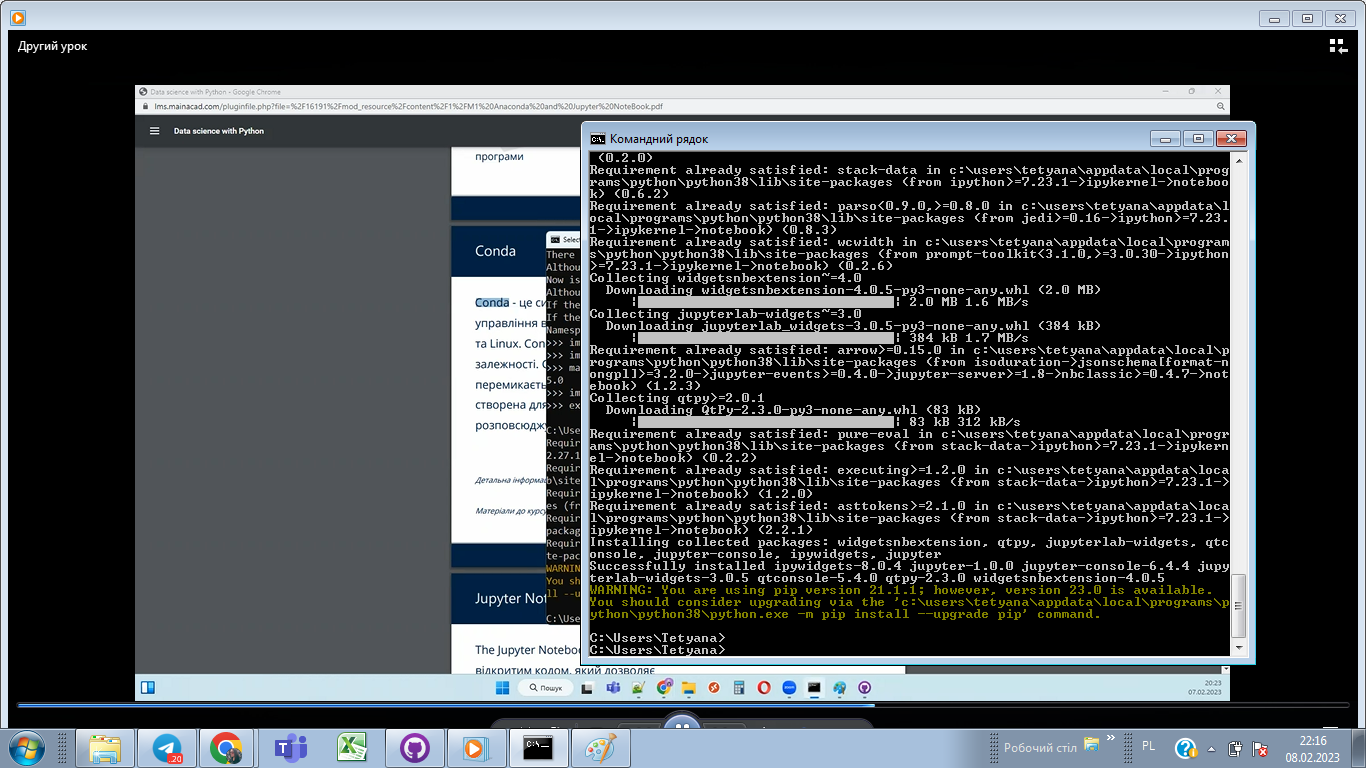 Другий урок
Data science with Python - Google Chrome
lms.mainacad.com/pluginfile.php?file=%2F16191%2Fmod_resource%2Fcontent%2F1%2FM1%20Anaconda%20and%20Jupyter%20NoteBook.pdf
Data science with Python
програми
Conda
Conda - це си
управління в
та Linux. Con
залежності. С
перемикаєть
створена для
розповсюдж
Детальна інформац
Матеріали до курсу
Jupyter Not
The Jupyter Noteboo
відкритим кодом, який дозволяє
Select
There
Althou
Now is
Althou
If the
If the
Namesp
>>> im
>>> im
>>> ma
5.0
>>> im
>>> ex
C:\Use
Requir
2.27.1
Requir
b\site
Requir
es (fr
Requir
packag
Requir
te-pac
WARNIN
You sh
ll --u
C:\Use
Командний рядок
(0.2.0)
Requirement already satisfied: stack-data in c:\users\tetyana\appdata\local\prog
rams\python\python38\lib\site-packages (from ipython>=7.23.1->ipykernel->noteboo
k) (0.6.2)
Requirement already satisfied: parso<0.9.0,>=0.8.0 in c:\users\tetyana\appdata\l
ocal\programs\python\python38\lib\site-packages (from jedi>=0.16->ipython>=7.23.
1->ipykernel->notebook) (0.8.3)
Requirement already satisfied: wcwidth in c:\users\tetyana\appdata\local\program
s\python\python38\lib\site-packages (from prompt-toolkit<3.1.0,>=3.0.30->ipython
>=7.23.1->ipykernel->notebook) (0.2.6)
Collecting widgetsnbextension~=4.0
Downloading widgetsnbextension-4.0.5-py3-none-any.whl (2.0 MB)
2.0 MB 1.6 MB/s
Collecting jupyterlab-widgets~=3.0
Downloading jupyterlab_widgets-3.0.5-py3-none-any.whl (384 kB)
384 kB 1.7 MB/s
Requirement already satisfied: arrow>=0.15.0 in c:\users\tetyana\appdata\local\p
rograms\python\python38\lib\site-packages (from isoduration->jsonschema[format-n
ongpl]>=3.2.0->jupyter-events>=0.4.0->jupyter-server>=1.8->nbclassic>=0.4.7->not
ebook) (1.2.3)
Collecting qtpy>=2.0.1
Downloading QtPy-2.3.0-py3-none-any.whl (83 kB)
83 kB 312 kB/s
Requirement already satisfied: pure-eval in c:\users\tetyana\appdata\local\progr
ams\python\python38\lib\site-packages (from stack-data->ipython>=7.23.1->ipykern
el->notebook) (0.2.2)
Requirement already satisfied: executing>=1.2.0 in c:\users\tetyana\appdata\loca
l\programs\python\python38\lib\site-packages (from stack-data->ipython>=7.23.1->
ipykernel->notebook) (1.2.0)
Requirement already satisfied: asttokens>=2.1.0 in c:\users\tetyana\appdata\loca
l\programs\python\python38\lib\site-packages (from stack-data->ipython>=7.23.1->
ipykernel->notebook) (2.2.1)
Installing collected packages: widgetsnbextension, qtpy, jupyterlab-widgets, qtc
onsole, jupyter-console, ipywidgets, jupyter
Successfully installed ipywidgets-8.0.4 jupyter-1.0.0 jupyter-console-6.4.4 jupy
terlab-widgets-3.0.5 qtconsole-5.4.0 qtpy-2.3.0 widgetsnbextension-4.0.5
WARNING: You are using pip version 21.1.1; however, version 23.0 is available.
You should consider upgrading via the 'c:\users\tetyana\appdata\local\programs\p
ython\python38\python.exe -m pip install --upgrade pip' command.
C:\Users\Tetyana>
C:\Users\Tetyana>
Пошук
20:23
07.02.2023
20
Робочий стіл
PL
22:16
08.02.2023